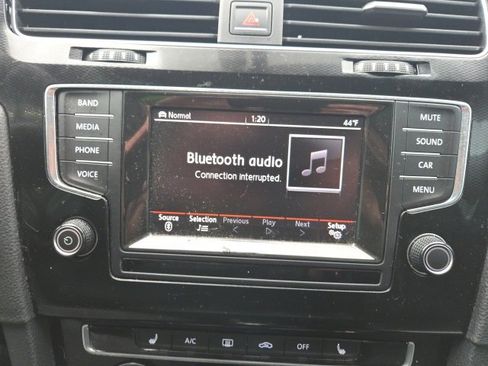 BAND
MEDIA
PHONE
VOICE
Normal 1:20 44°F
Bluetooth audio
Connection interrupted.
Source Selection Previous Play Next Setup
MUTE
SOUND
CAR
MENU
A/C OFF